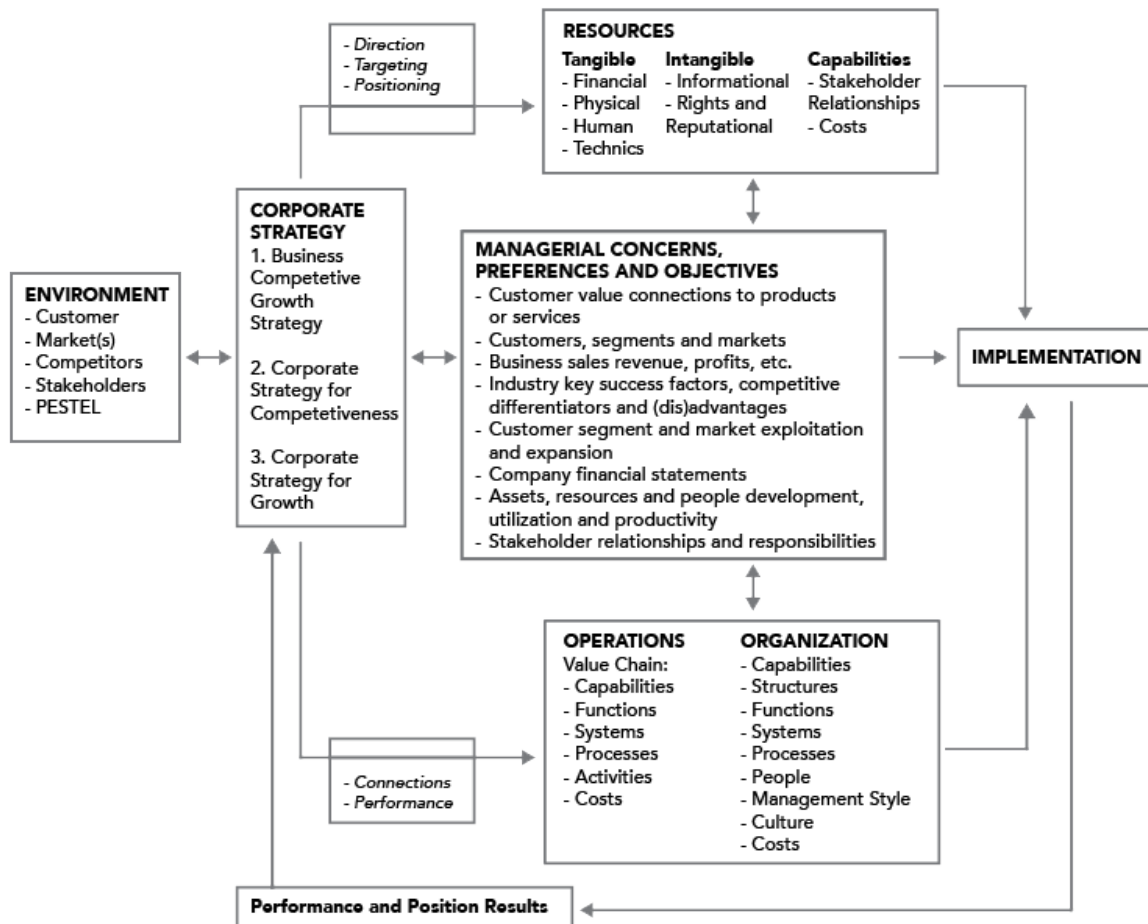 - Direction
- Targeting
- Positioning
RESOURCES
Tangible
- Financial
- Physical
- Human
- Technics
Intangible
- Informational
- Rights and
Reputational
Capabilities
- Stakeholder
Relationships
- Costs
ENVIRONMENT
- Customer
- Market(s)
- Competitors
- Stakeholders
- PESTEL
CORPORATE
STRATEGY
1. Business
Competetive
Growth
Strategy
2. Corporate
Strategy for
Competetiveness
3. Corporate
Strategy for
Growth
MANAGERIAL CONCERNS,
PREFERENCES AND OBJECTIVES
- Customer value connections to products
or services
- Customers, segments and markets
- Business sales revenue, profits, etc.
- Industry key success factors, competitive
differentiators and (dis)advantages
- Customer segment and market exploitation
and expansion
- Company financial statements
- Assets, resources and people development,
utilization and productivity
- Stakeholder relationships and responsibilities
IMPLEMENTATION
- Connections
- Performance
OPERATIONS
Value Chain:
- Capabilities
- Functions
- Systems
- Processes
- Activities
- Costs
ORGANIZATION
- Capabilities
- Structures
- Functions
- Systems
- Processes
- People
- Management Style
- Culture
- Costs
Performance and Position Results